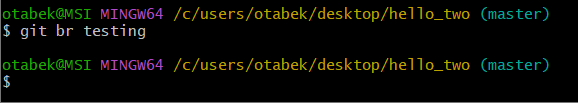 otabek@MSI MINGW64 /c/users/otabek/desktop/hello_two (master)
$ git br testing
otabek@MSI MINGW64 /c/users/otabek/desktop/hello_two (master)
$